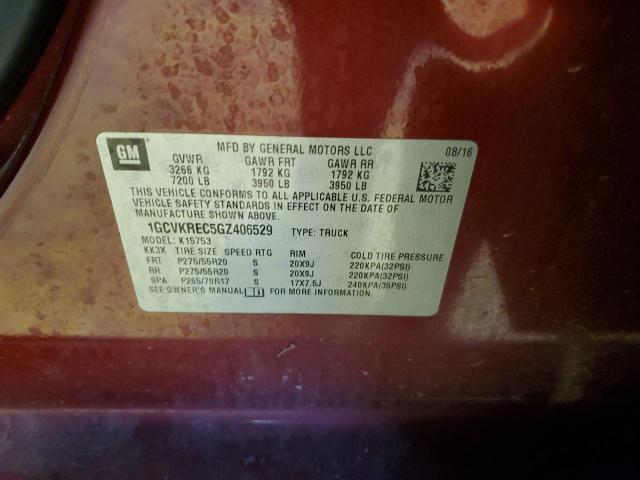 GM MFD BY GENERAL MOTORS LLC 08/16
GVWR GAWR FRT GAWR RR
3266 KG 1792 KG 1792 KG
7200 LB 3950 LB 3950 LB
THIS VEHICLE CONFORMS TO ALL APPLICABLE U.S. FEDERAL MOTOR
VEHICLE SAFETY STANDARDS IN EFFECT ON THE DATE OF
MANUFACTURE SHOWN ABOVE.
1GCVKREC5GZ406529 TYPE: TRUCK
MODEL: K15753
KK3X TIRE SIZE SPEED RTG RIM COLD TIRE PRESSURE
FRT P275/55R20 S 20X9J 220KPA(32PSI)
RR P275/55R20 S 20X9J 220KPA(32PSI)
SPA P265/70R17 S 17X7.5J 240KPA(35PSI)
SEE OWNER'S MANUAL FOR MORE INFORMATION.